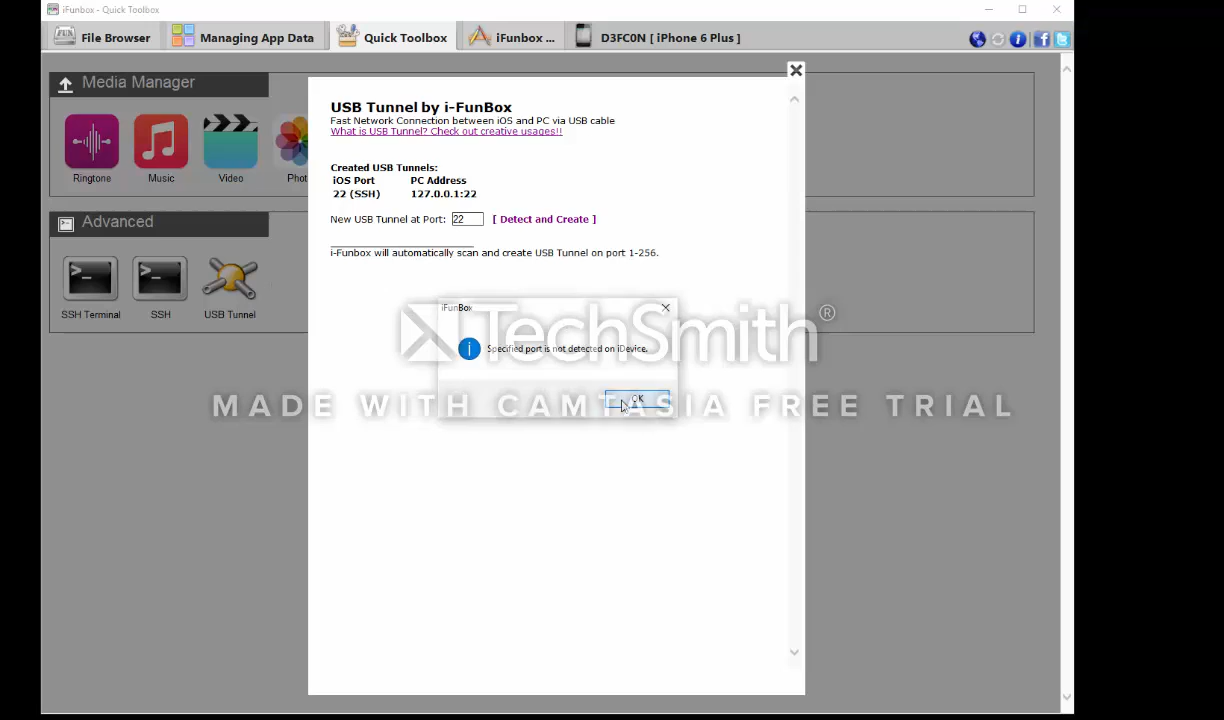 iFunbox - Quick Toolbox
File Browser
Managing App Data
Quick Toolbox
iFunbox ...
D3FC0N [ iPhone 6 Plus ]
Media Manager
Ringtone
Music
Video
Phot
Advanced
SSH Terminal
SSH
USB Tunnel
USB Tunnel by i-FunBox
Fast Network Connection between iOS and PC via USB cable
What is USB Tunnel? Check out creative usages!!
Created USB Tunnels:
iOS Port PC Address
22 (SSH) 127.0.0.1:22
New USB Tunnel at Port: 22 [ Detect and Create ]
i-Funbox will automatically scan and create USB Tunnel on port 1-256.
iFunBox
Specified port is not detected on iDevice.
OK
TechSmith®
MADE WITH CAMTASIA FREE TRIAL